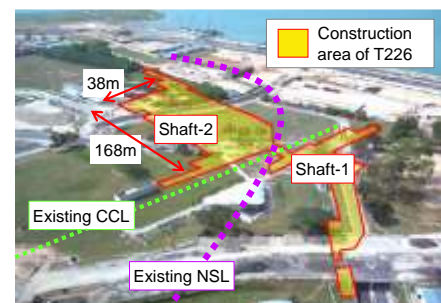 Construction
area of T226
38m
Shaft-2
168m
Shaft-1
Existing CCL
Existing NSL